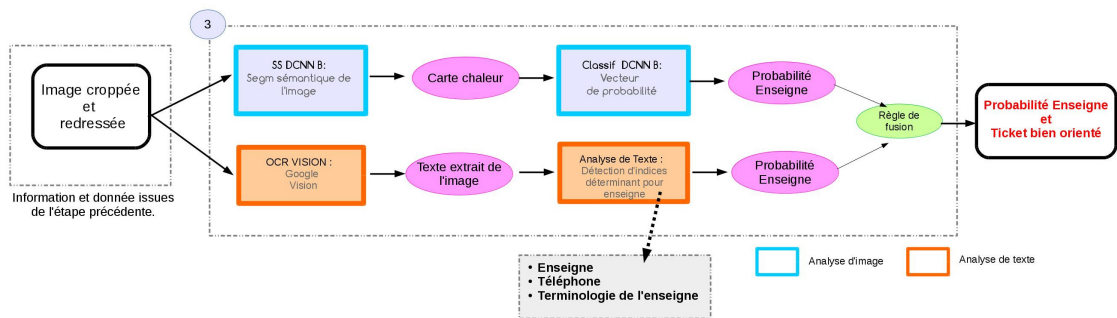 3
Image croppée
et
redressée
Information et donnée issues
de l'étape précédente.
SS DCNN B:
Segm sémantique de
l'image
Carte chaleur
Classif DCNN B:
Vecteur
de probabilité
Probabilité
Enseigne
OCR VISION :
Google
Vision
Texte extrait de
l'image
Analyse de Texte :
Détection d'indices
déterminant pour
enseigne
Probabilité
Enseigne
Règle de
fusion
Probabilité Enseigne
et
Ticket bien orienté
• Enseigne
• Téléphone
• Terminologie de l'enseigne
Analyse d'image
Analyse de texte